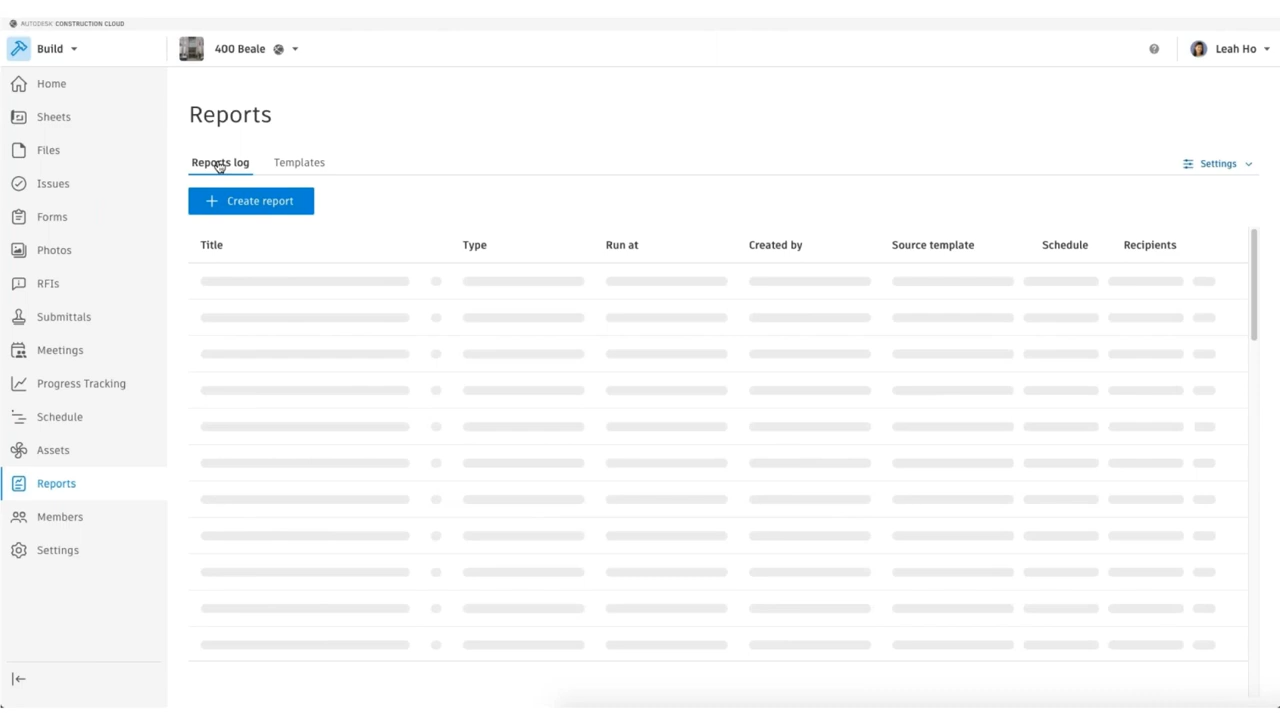 AUTODESK CONSTRUCTION CLOUD
Build
400 Beale
Leah Ho
Home
Sheets
Files
Issues
Forms
Photos
RFIs
Submittals
Meetings
Progress Tracking
Schedule
Assets
Reports
Members
Settings
Reports
Reports log
Templates
Settings
Create report
Title Type Run at Created by Source template Schedule Recipients